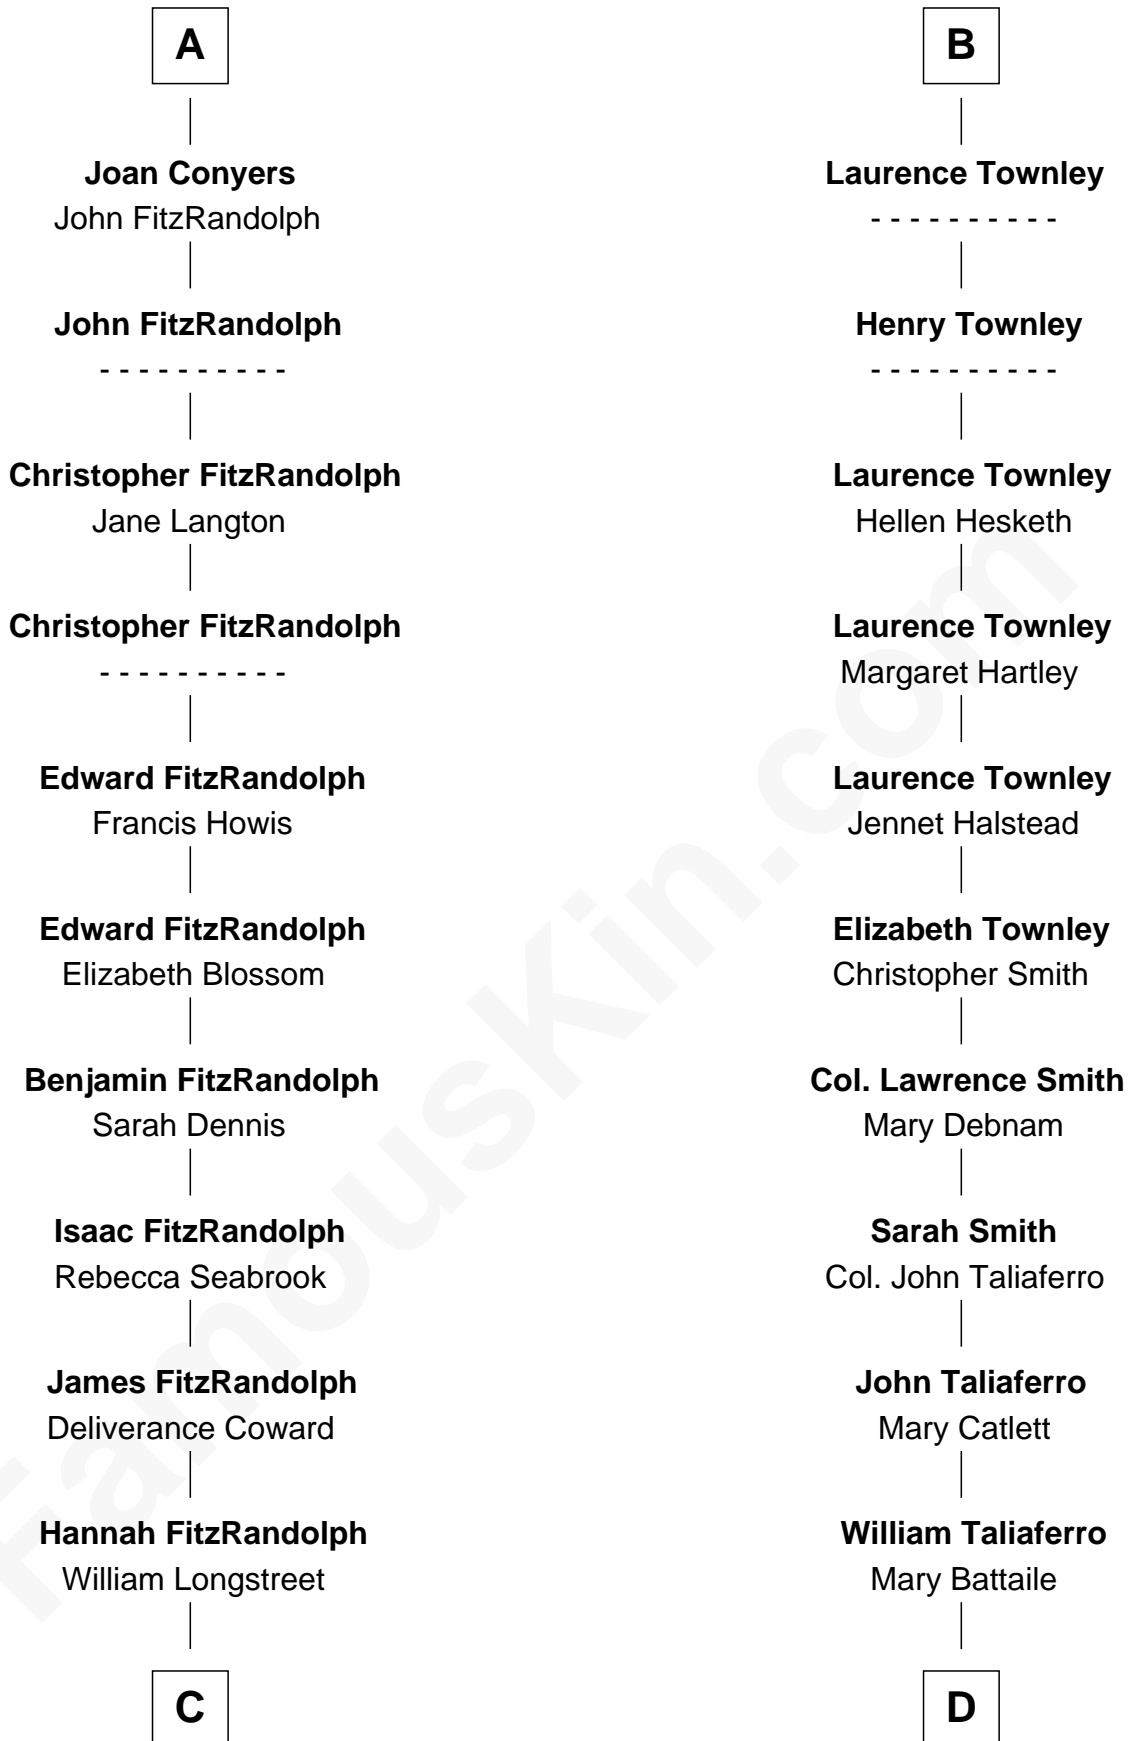 A
Joan Conyers
John FitzRandolph
John FitzRandolph
- - - - - - - - - -
Christopher FitzRandolph
Jane Langton
Christopher FitzRandolph
- - - - - - - - - -
Edward FitzRandolph
Francis Howis
Edward FitzRandolph
Elizabeth Blossom
Benjamin FitzRandolph
Sarah Dennis
Isaac FitzRandolph
Rebecca Seabrook
James FitzRandolph
Deliverance Coward
Hannah FitzRandolph
William Longstreet
C
B
Laurence Townley
- - - - - - - - - -
Henry Townley
- - - - - - - - - -
Laurence Townley
Hellen Hesketh
Laurence Townley
Margaret Hartley
Laurence Townley
Jennet Halstead
Elizabeth Townley
Christopher Smith
Col. Lawrence Smith
Mary Debnam
Sarah Smith
Col. John Taliaferro
John Taliaferro
Mary Catlett
William Taliaferro
Mary Battaile
D
FamousKin.com